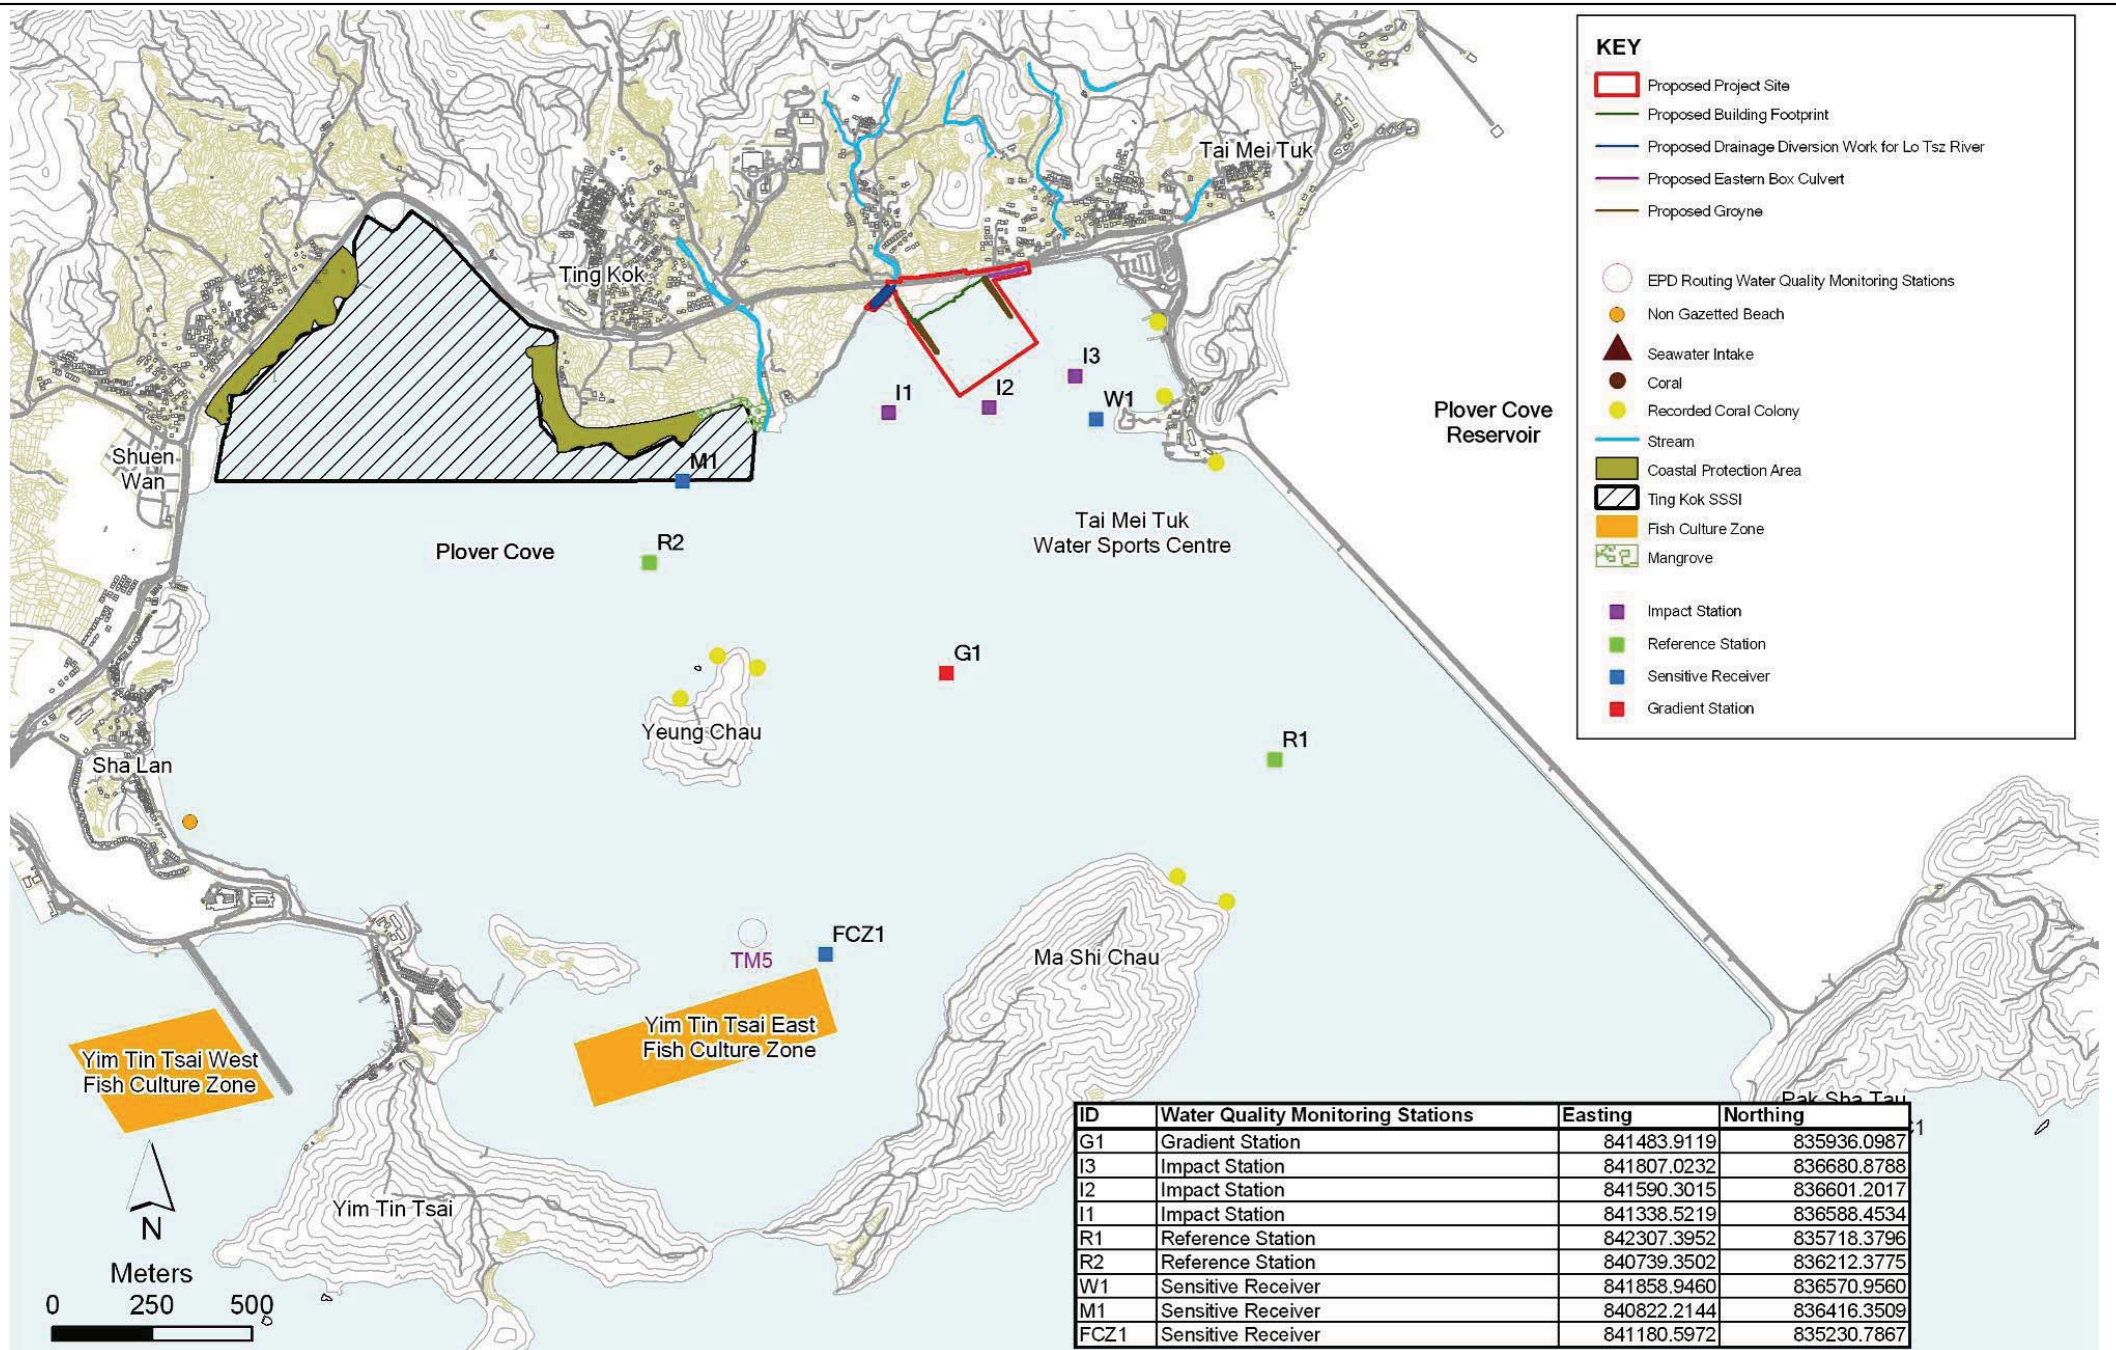 KEY
Proposed Project Site
Proposed Building Footprint
Proposed Drainage Diversion Work for Lo Tsz River
Proposed Eastern Box Culvert
Proposed Groyne
EPD Routing Water Quality Monitoring Stations
Non Gazetted Beach
Seawater Intake
Coral
Recorded Coral Colony
Stream
Coastal Protection Area
Ting Kok SSSI
Fish Culture Zone
Mangrove
Impact Station
Reference Station
Sensitive Receiver
Gradient Station
Tai Mei Tuk
Ting Kok
I3
I1
I2
W1
Plover Cove
Reservoir
Shuen
Wan
M1
Tai Mei Tuk
Water Sports Centre
R2
Plover Cove
G1
Yeung Chau
R1
Sha Lan
FCZ1
TM5
Ma Shi Chau
Yim Tin Tsai East
Fish Culture Zone
Yim Tin Tsai West
Fish Culture Zone
Pak Sha Tau
Yim Tin Tsai
N
Meters
0 250 500
ID Water Quality Monitoring Stations Easting Northing
G1 Gradient Station 841483.9119 835936.0987
I3 Impact Station 841807.0232 836680.8788
I2 Impact Station 841590.3015 836601.2017
I1 Impact Station 841338.5219 836588.4534
R1 Reference Station 842307.3952 835718.3796
R2 Reference Station 840739.3502 836212.3775
W1 Sensitive Receiver 841858.9460 836570.9560
M1 Sensitive Receiver 840822.2144 836416.3509
FCZ1 Sensitive Receiver 841180.5972 835230.7867